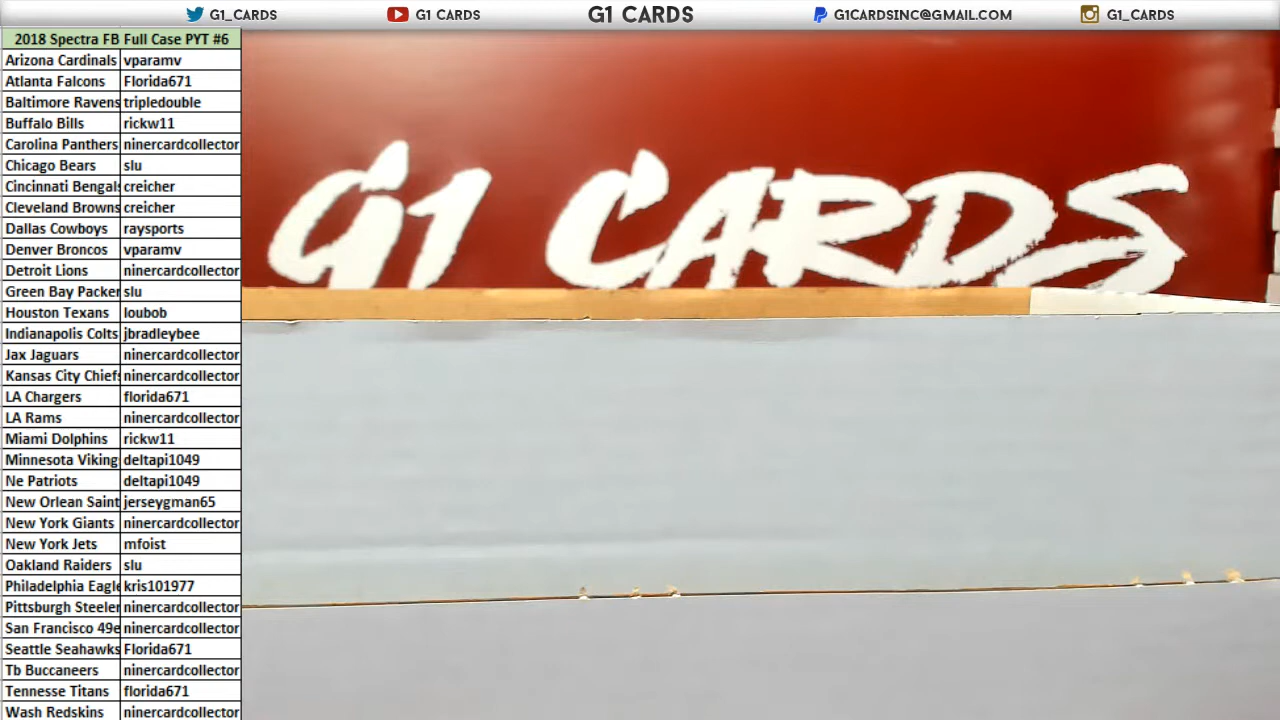 G1_CARDS G1 CARDS G1 CARDS G1CARDSINC@GMAIL.COM G1_CARDS
2018 Spectra FB Full Case PYT #6
Arizona Cardinals vparamv
Atlanta Falcons Florida671
Baltimore Ravens tripledouble
Buffalo Bills rickw11
Carolina Panthers ninercardcollector
Chicago Bears slu
Cincinnati Bengals creicher
Cleveland Browns creicher
Dallas Cowboys raysports
Denver Broncos vparamv
Detroit Lions ninercardcollector
Green Bay Packer slu
Houston Texans loubob
Indianapolis Colts jbradleybee
Jax Jaguars ninercardcollector
Kansas City Chiefs ninercardcollector
LA Chargers florida671
LA Rams ninercardcollector
Miami Dolphins rickw11
Minnesota Viking deltapi1049
Ne Patriots deltapi1049
New Orlean Saint jerseygman65
New York Giants ninercardcollector
New York Jets mfoist
Oakland Raiders slu
Philadelphia Eagle kris101977
Pittsburgh Steeler ninercardcollector
San Francisco 49e ninercardcollector
Seattle Seahawks Florida671
Tb Buccaneers ninercardcollector
Tennesse Titans florida671
Wash Redskins ninercardcollector
G1 CARDS